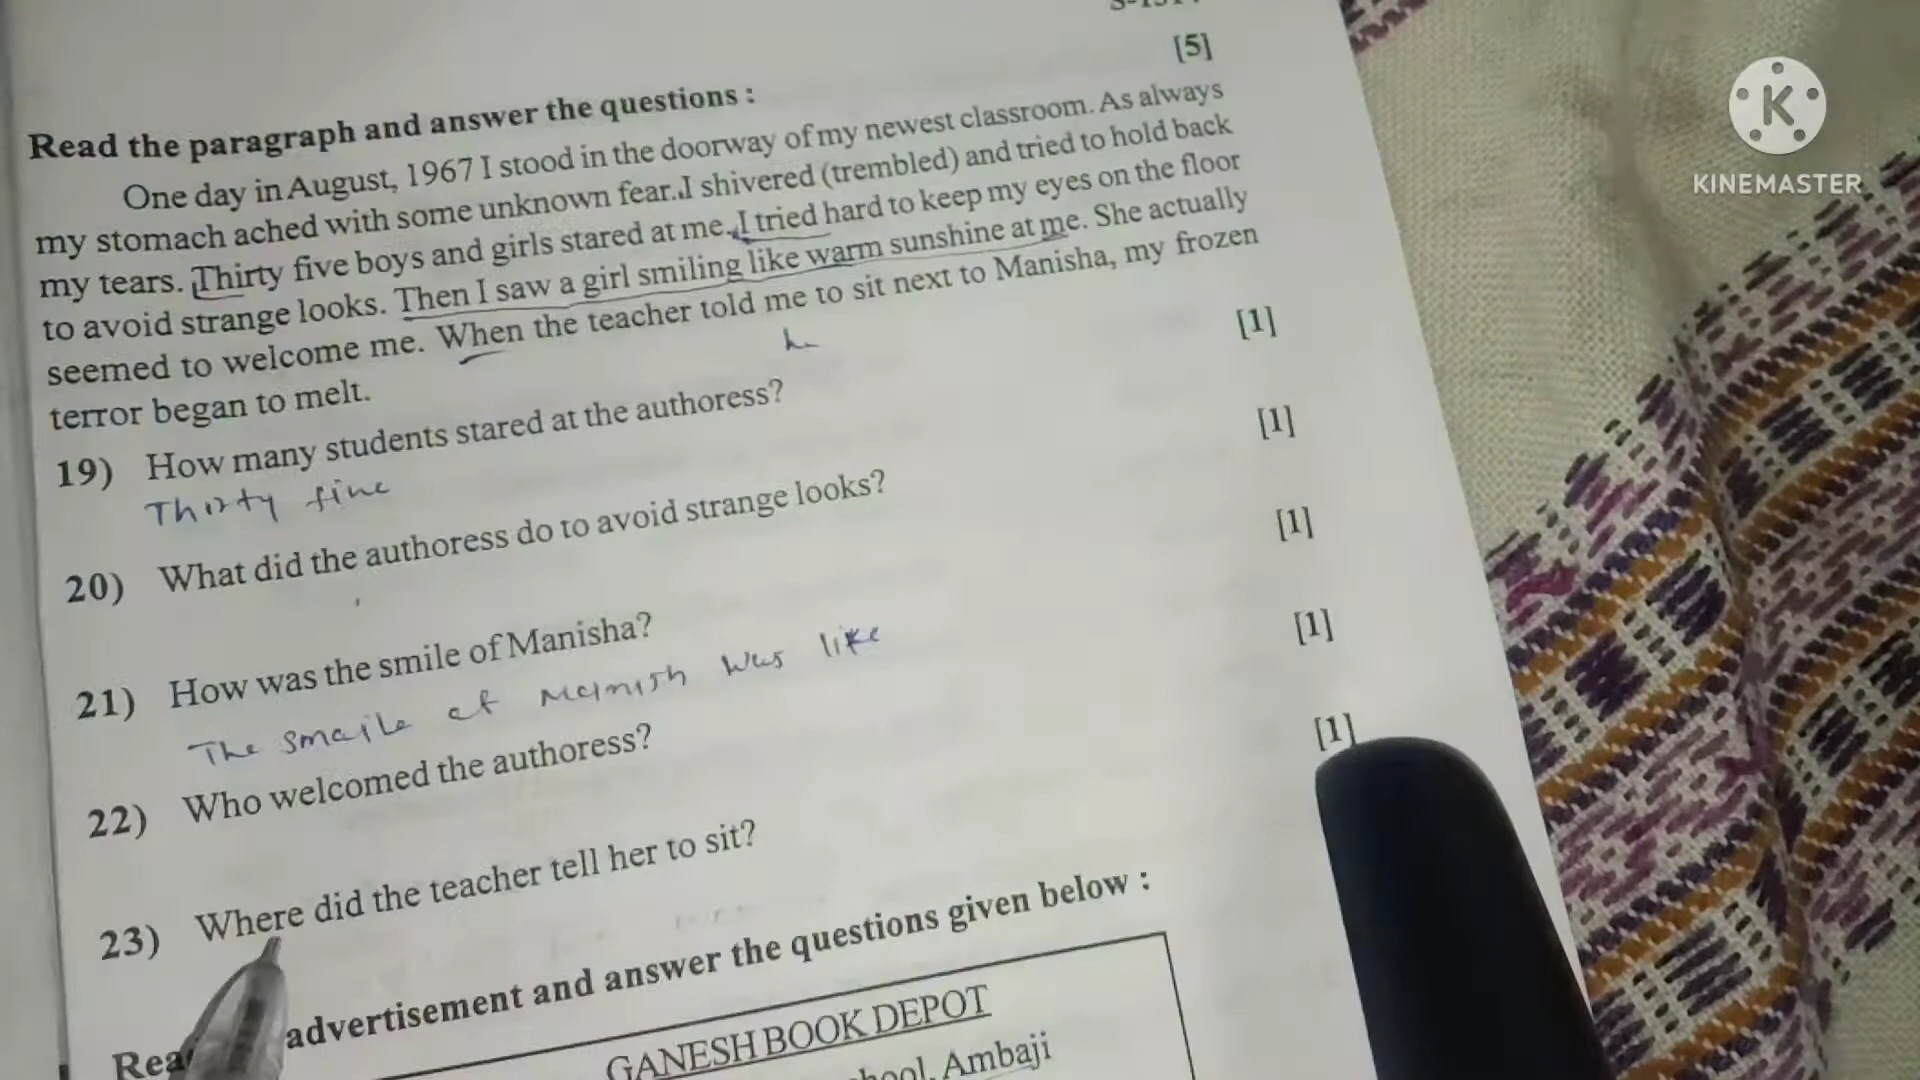 [5]
Read the paragraph and answer the questions :
One day in August, 1967 I stood in the doorway of my newest classroom. As always
my stomach ached with some unknown fear. I shivered (trembled) and tried to hold back
my tears. Thirty five boys and girls stared at me. I tried hard to keep my eyes on the floor
to avoid strange looks. Then I saw a girl smiling like warm sunshine at me. She actually
seemed to welcome me. When the teacher told me to sit next to Manisha, my frozen
terror began to melt.
19) How many students stared at the authoress? [1]
Thirty five
20) What did the authoress do to avoid strange looks? [1]
21) How was the smile of Manisha? [1]
The smaile of was like
22) Who welcomed the authoress? [1]
23) Where did the teacher tell her to sit? [1]
advertisement and answer the questions given below :
GANESH BOOK DEPOT
Ambaji
K
KINEMASTER